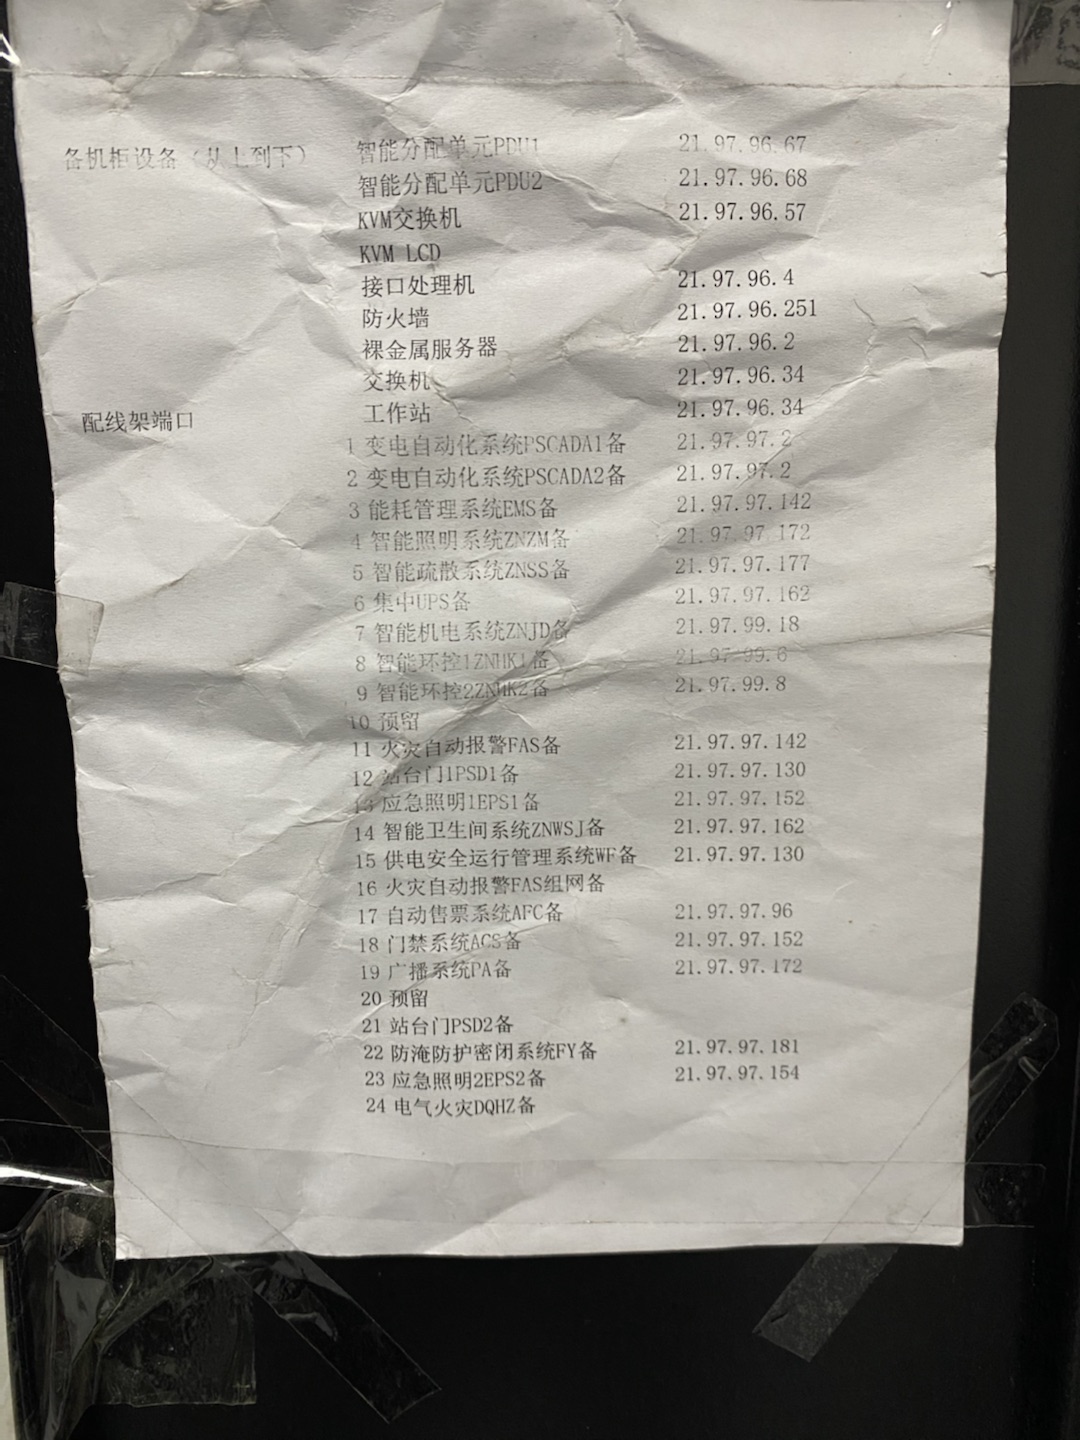 备机柜设备（从上到下） 智能分配单元PDU1 21.97.96.67
智能分配单元PDU2 21.97.96.68
KVM交换机 21.97.96.57
KVM LCD
接口处理机 21.97.96.4
防火墙 21.97.96.251
裸金属服务器 21.97.96.2
交换机 21.97.96.34
配线架端口 工作站 21.97.96.34
1 变电自动化系统PSCADA1备 21.97.97.2
2 变电自动化系统PSCADA2备 21.97.97.2
3 能耗管理系统EMS备 21.97.97.142
4 智能照明系统ZNZM备 21.97.97.172
5 智能疏散系统ZNSS备 21.97.97.177
6 集中UPS备 21.97.97.162
7 智能机电系统ZNJD备 21.97.99.18
8 智能环控1ZNHK1备 21.97.99.6
9 智能环控2ZNHK2备 21.97.99.8
10 预留
11 火灾自动报警FAS备 21.97.97.142
12 站台门1PSD1备 21.97.97.130
13 应急照明1EPS1备 21.97.97.152
14 智能卫生间系统ZNWSJ备 21.97.97.162
15 供电安全运行管理系统WF备 21.97.97.130
16 火灾自动报警FAS组网备
17 自动售票系统AFC备 21.97.97.96
18 门禁系统ACS备 21.97.97.152
19 广播系统PA备 21.97.97.172
20 预留
21 站台门PSD2备
22 防淹防护密闭系统FY备 21.97.97.181
23 应急照明2EPS2备 21.97.97.154
24 电气火灾DQHZ备